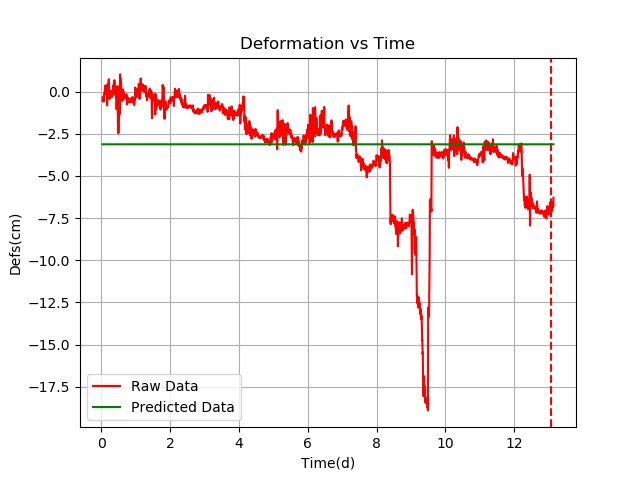 Deformation vs Time
0.0
−2.5
−5.0
−7.5
−10.0
−12.5
−15.0
−17.5
Defs(cm)
Raw Data
Predicted Data
0 2 4 6 8 10 12
Time(d)